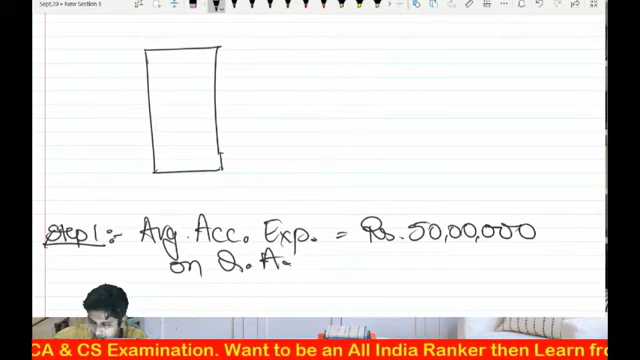 Sept,20 » New Section 3
Step 1:- Avg. Acc. Exp. = Rs. 50,00,000
on Q. A.
CA & CS Examination. Want to be an All India Ranker then Learn fro